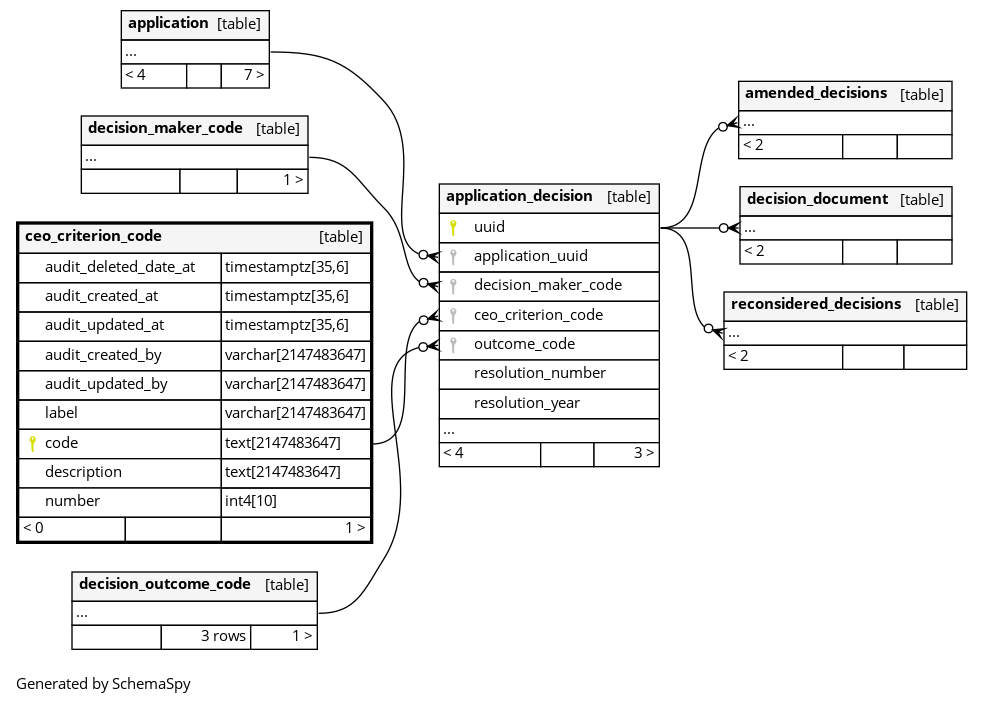 application [table]
...
< 4 7 >
decision_maker_code [table]
...
1 >
ceo_criterion_code [table]
audit_deleted_date_at timestamptz[35,6]
audit_created_at timestamptz[35,6]
audit_updated_at timestamptz[35,6]
audit_created_by varchar[2147483647]
audit_updated_by varchar[2147483647]
label varchar[2147483647]
code text[2147483647]
description text[2147483647]
number int4[10]
< 0 1 >
decision_outcome_code [table]
...
3 rows 1 >
application_decision [table]
uuid
application_uuid
decision_maker_code
ceo_criterion_code
outcome_code
resolution_number
resolution_year
...
< 4 3 >
amended_decisions [table]
...
< 2
decision_document [table]
...
< 2
reconsidered_decisions [table]
...
< 2
Generated by SchemaSpy